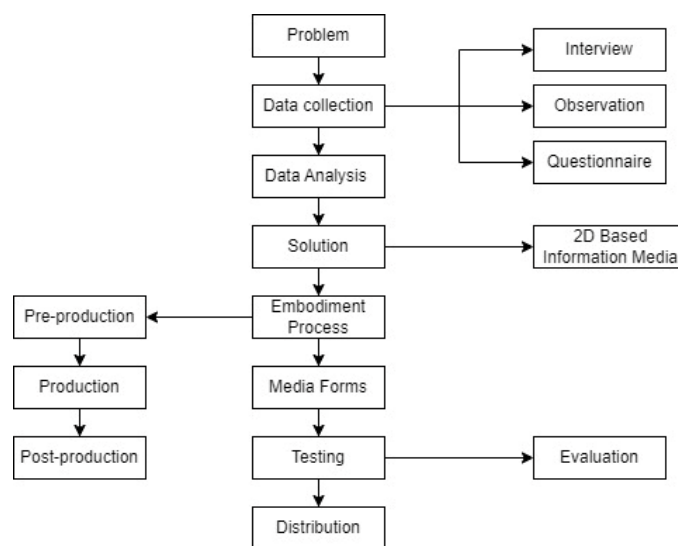 Problem
Interview
Data collection
Observation
Data Analysis
Questionnaire
Solution
2D Based
Information Media
Pre-production
Embodiment
Process
Production
Media Forms
Post-production
Testing
Evaluation
Distribution